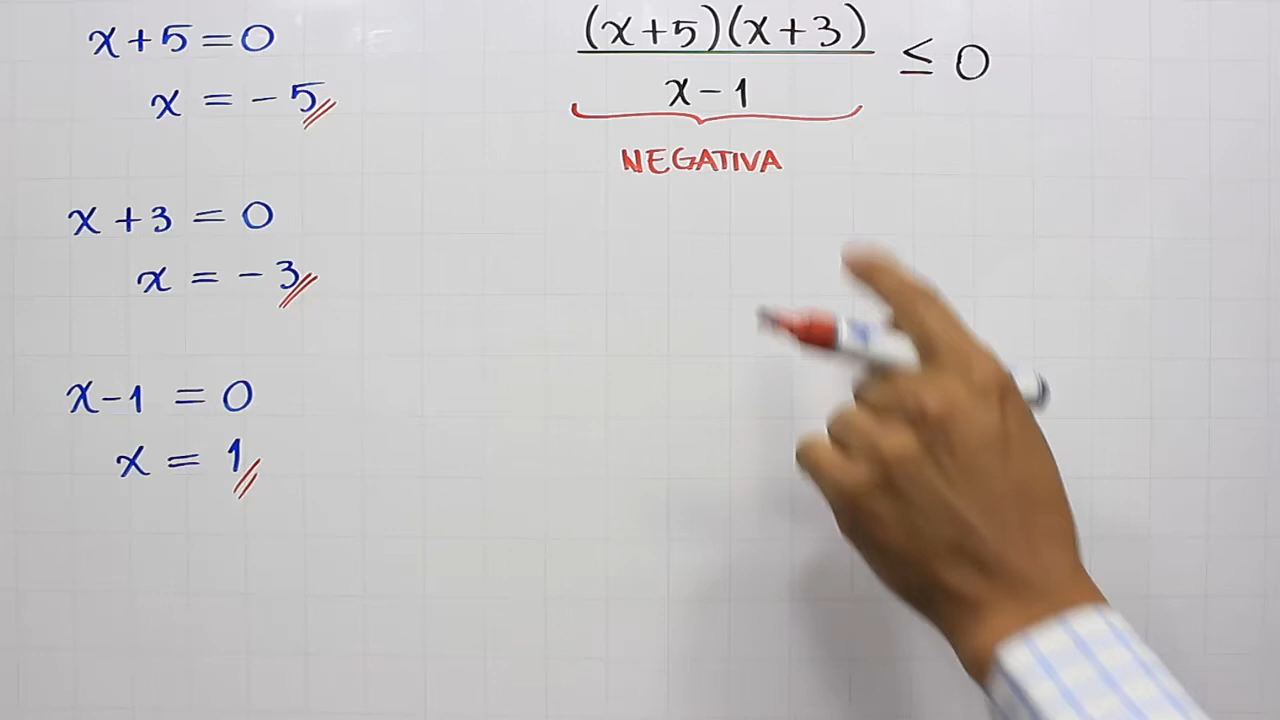 x+5=0
x = -5
x+3 = 0
x = -3
x-1 = 0
x = 1
(x+5)(x+3)
≤ 0
x-1
NEGATIVA